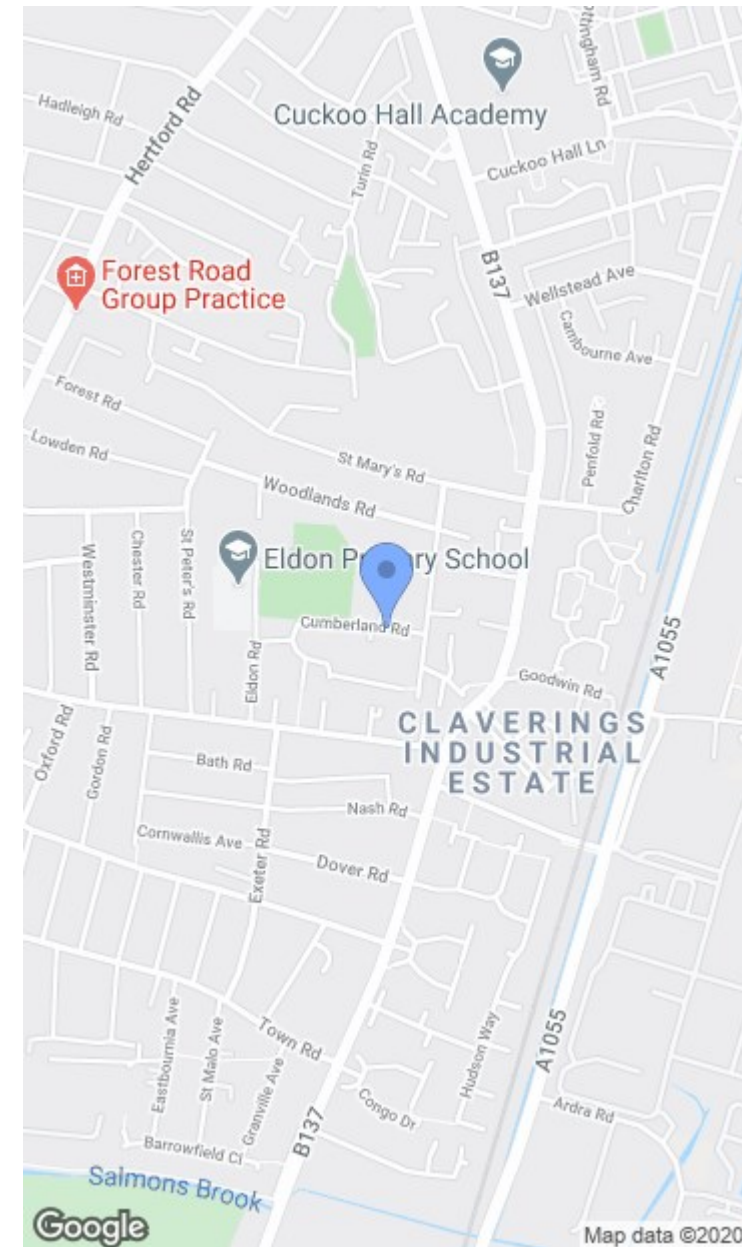 ottingham Rd
Hadleigh Rd
Hertford Rd
Cuckoo Hall Academy
Turin Rd
Cuckoo Hall Ln
B137
Forest Road
Group Practice
Wellstead Ave
Cambourne Ave
Forest Rd
Lowden Rd
St Mary's Rd
Penfold Rd
Charlton Rd
Woodlands Rd
Westminster Rd
Chester Rd
St Peter's Rd
Eldon P ary School
Cumberland Rd
A1055
Eldon Rd
Goodwin Rd
Oxford Rd
Gordon Rd
CLAVERINGS
INDUSTRIAL
ESTATE
Bath Rd
Nash Rd
Cornwallis Ave
Exeter Rd
Dover Rd
Eastbournia Ave
St Malo Ave
Granville Ave
Town Rd
Hudson Way
A1055
Congo Dr
Ardra Rd
B137
Barrowfield Cl
Salmons Brook
Google
Map data ©2020